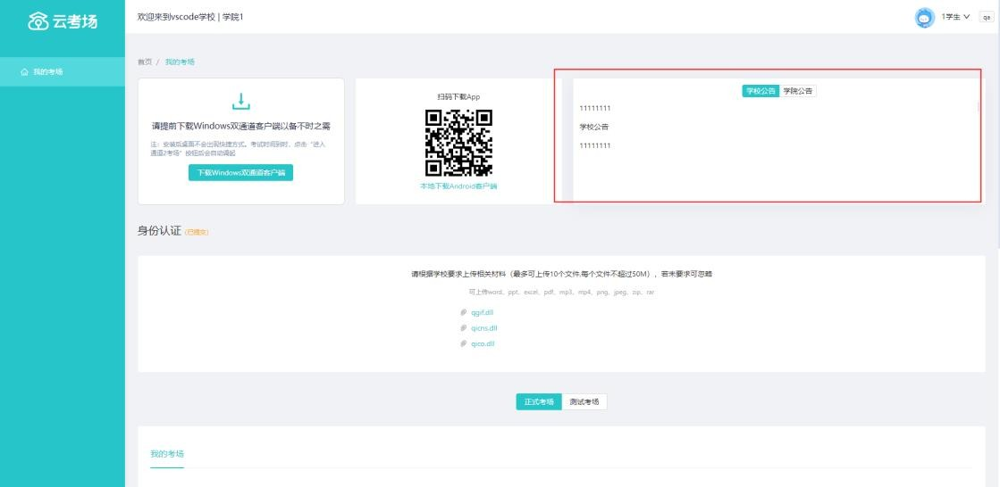 云考场
欢迎来到vscode学校 | 学院1
1学生
qa
我的考场
首页 / 我的考场
请提前下载Windows双通道客户端以备不时之需
注：安装后桌面不会出现快捷方式。考试时间到时，点击“进入
通道2考场”按钮后会自动调起
下载Windows双通道客户端
扫码下载App
本地下载Android客户端
学校公告 学院公告
11111111
学校公告
11111111
身份认证 (已提交)
请根据学校要求上传相关材料（最多可上传10个文件,每个文件不超过50M），若未要求可忽略
可上传word、ppt、excel、pdf、mp3、mp4、png、jpeg、zip、rar
qgif.dll
qicns.dll
qico.dll
正式考场 测试考场
我的考场